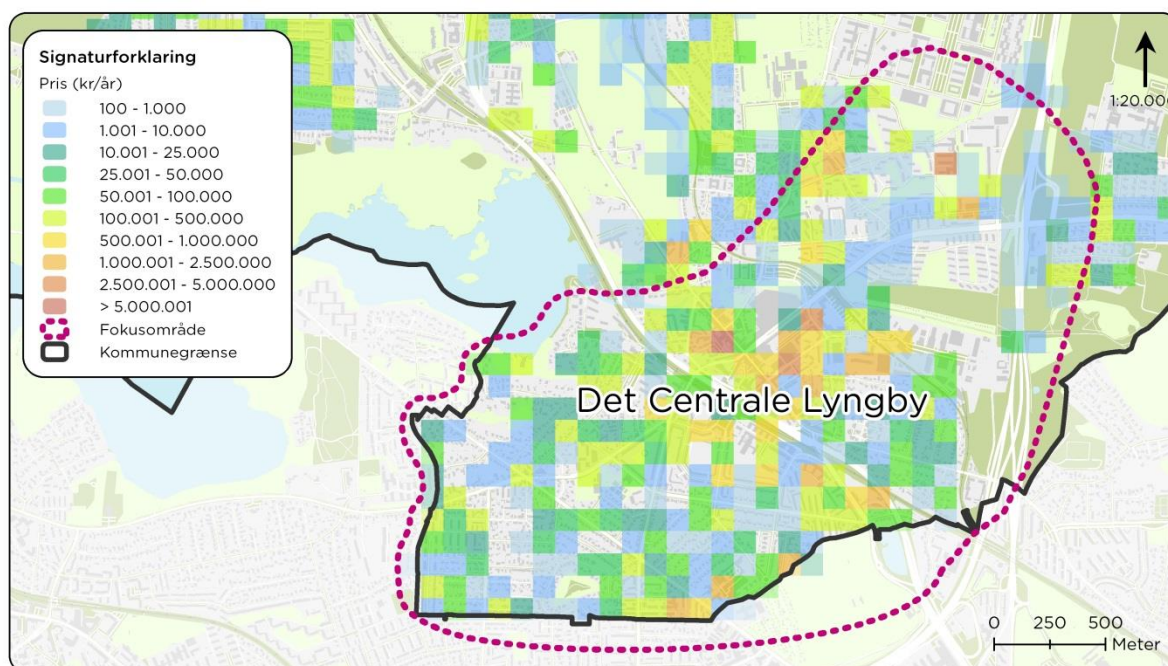 Signaturforklaring
Pris (kr/år)
100 - 1.000
1.001 - 10.000
10.001 - 25.000
25.001 - 50.000
50.001 - 100.000
100.001 - 500.000
500.001 - 1.000.000
1.000.001 - 2.500.000
2.500.001 - 5.000.000
> 5.000.001
Fokusområde
Kommunegrænse
1:20.000
Det Centrale Lyngby
0 250 500
Meter